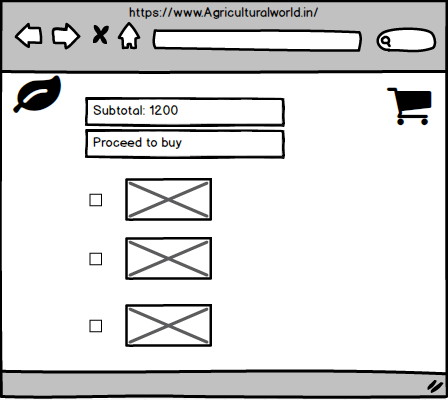 https://www.Agriculturalworld.in/
Subtotal: 1200
Proceed to buy